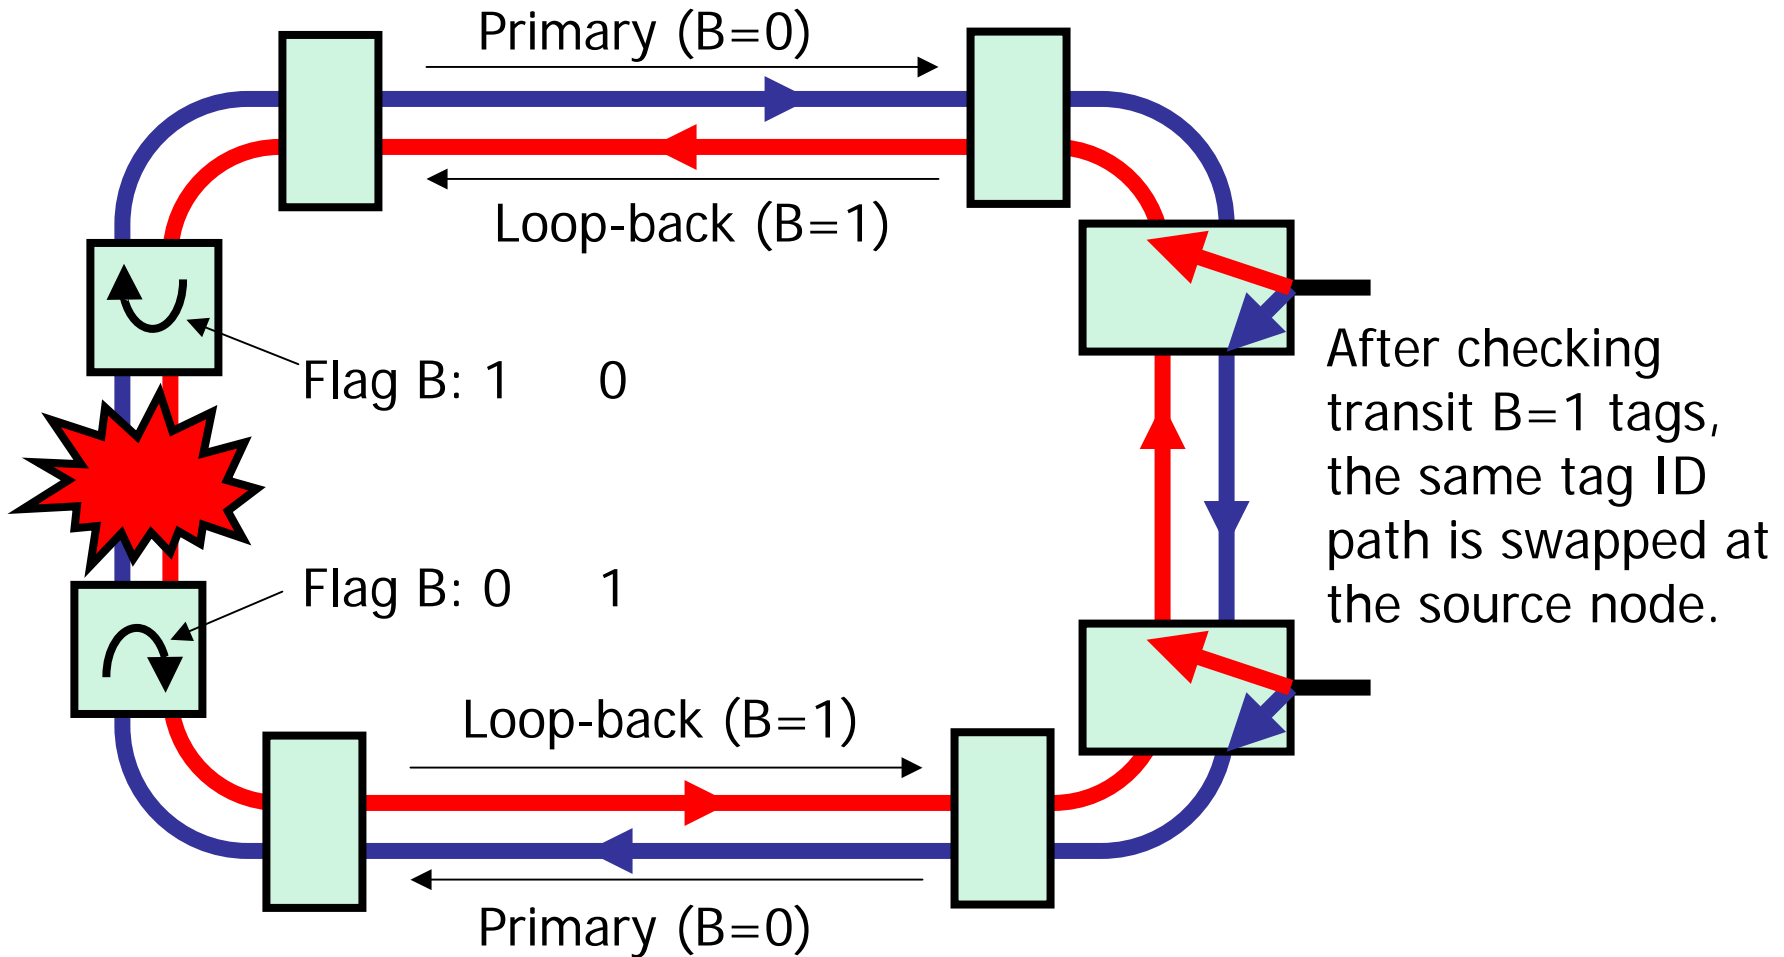 Primary (B=0)
Loop-back (B=1)
Flag B: 1 0
After checking
transit B=1 tags,
the same tag ID
path is swapped at
the source node.
Flag B: 0 1
Loop-back (B=1)
Primary (B=0)